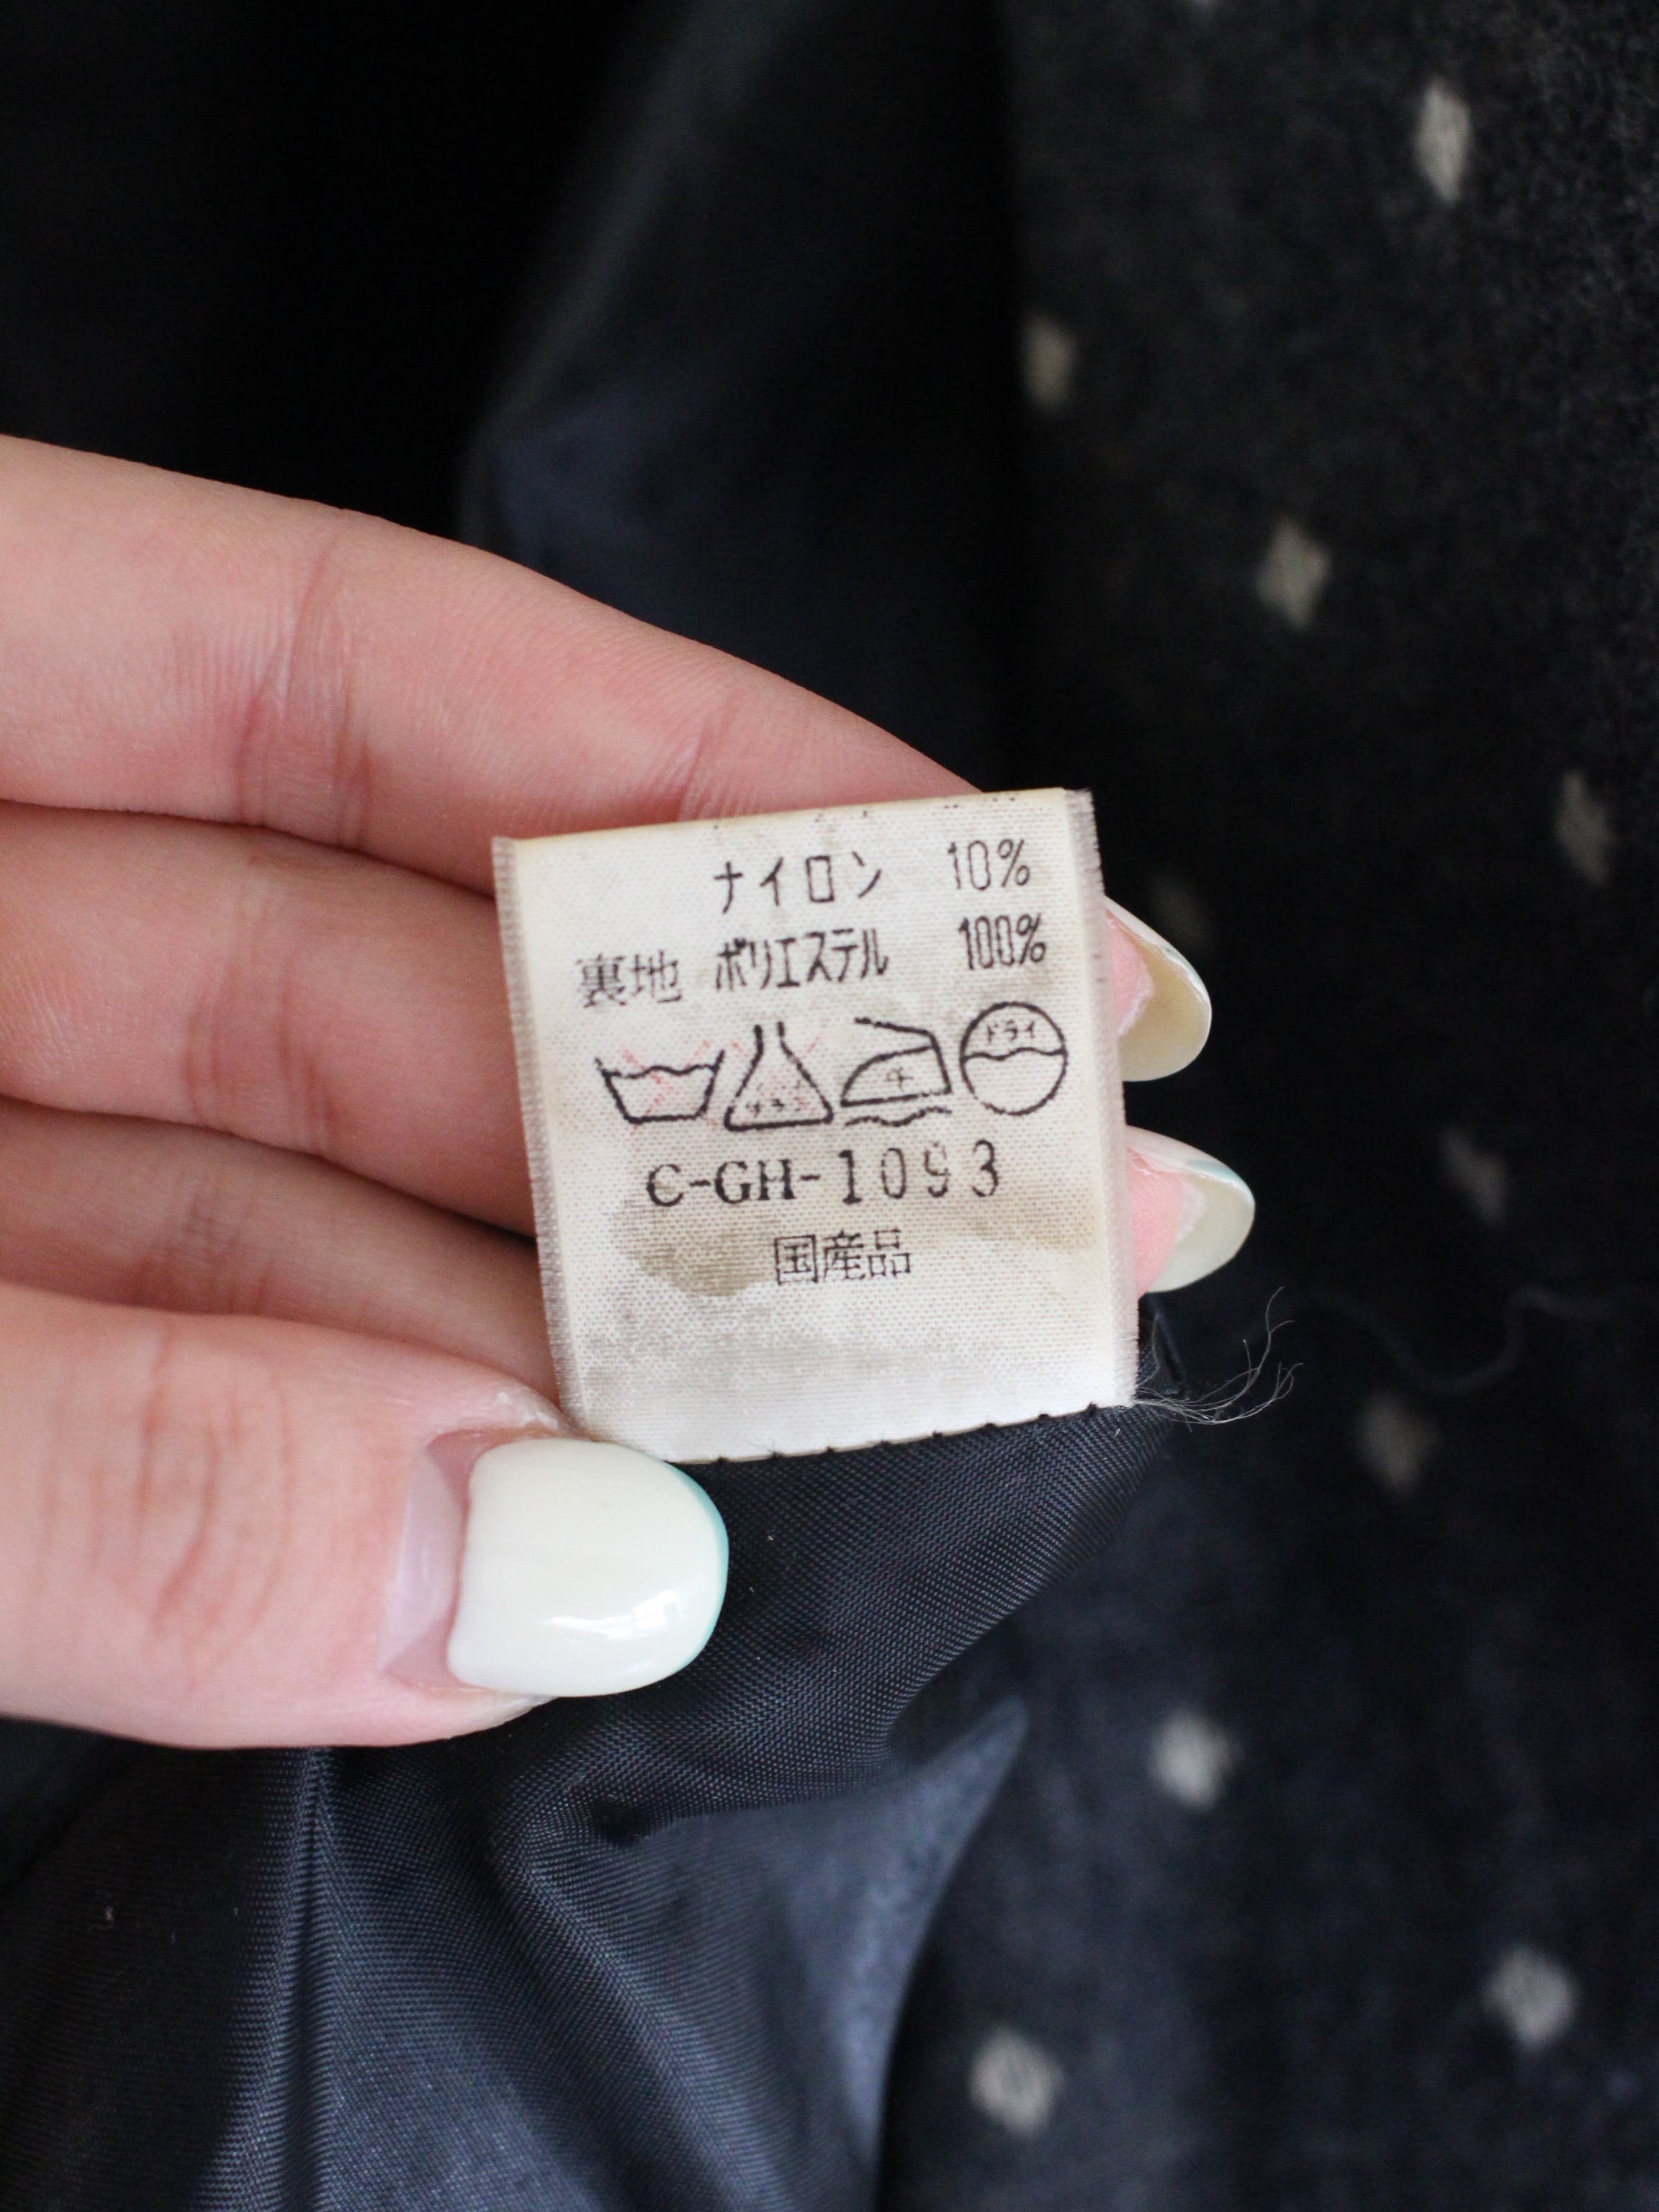 ナイロン 10%
裏地 ポリエステル 100%
ドライ
C-GH-1093
国産品